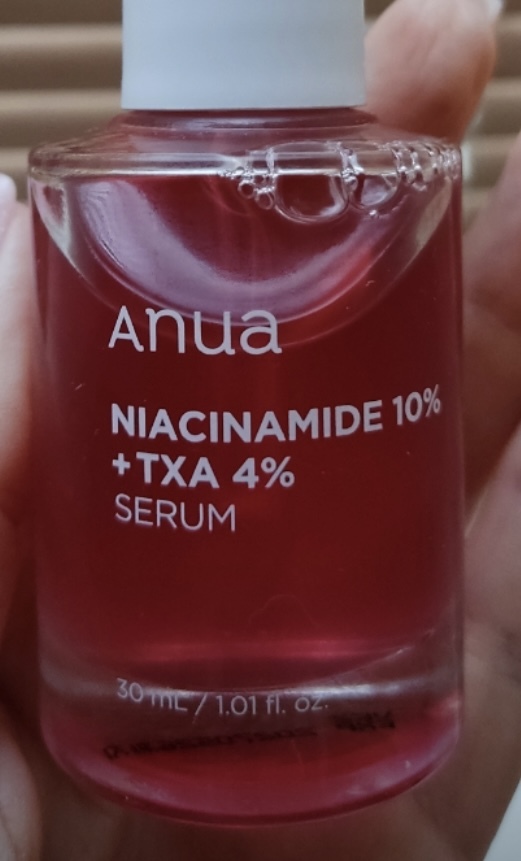 Anua
NIACINAMIDE 10%
+TXA 4%
SERUM
30 mL / 1.01 fl. oz.